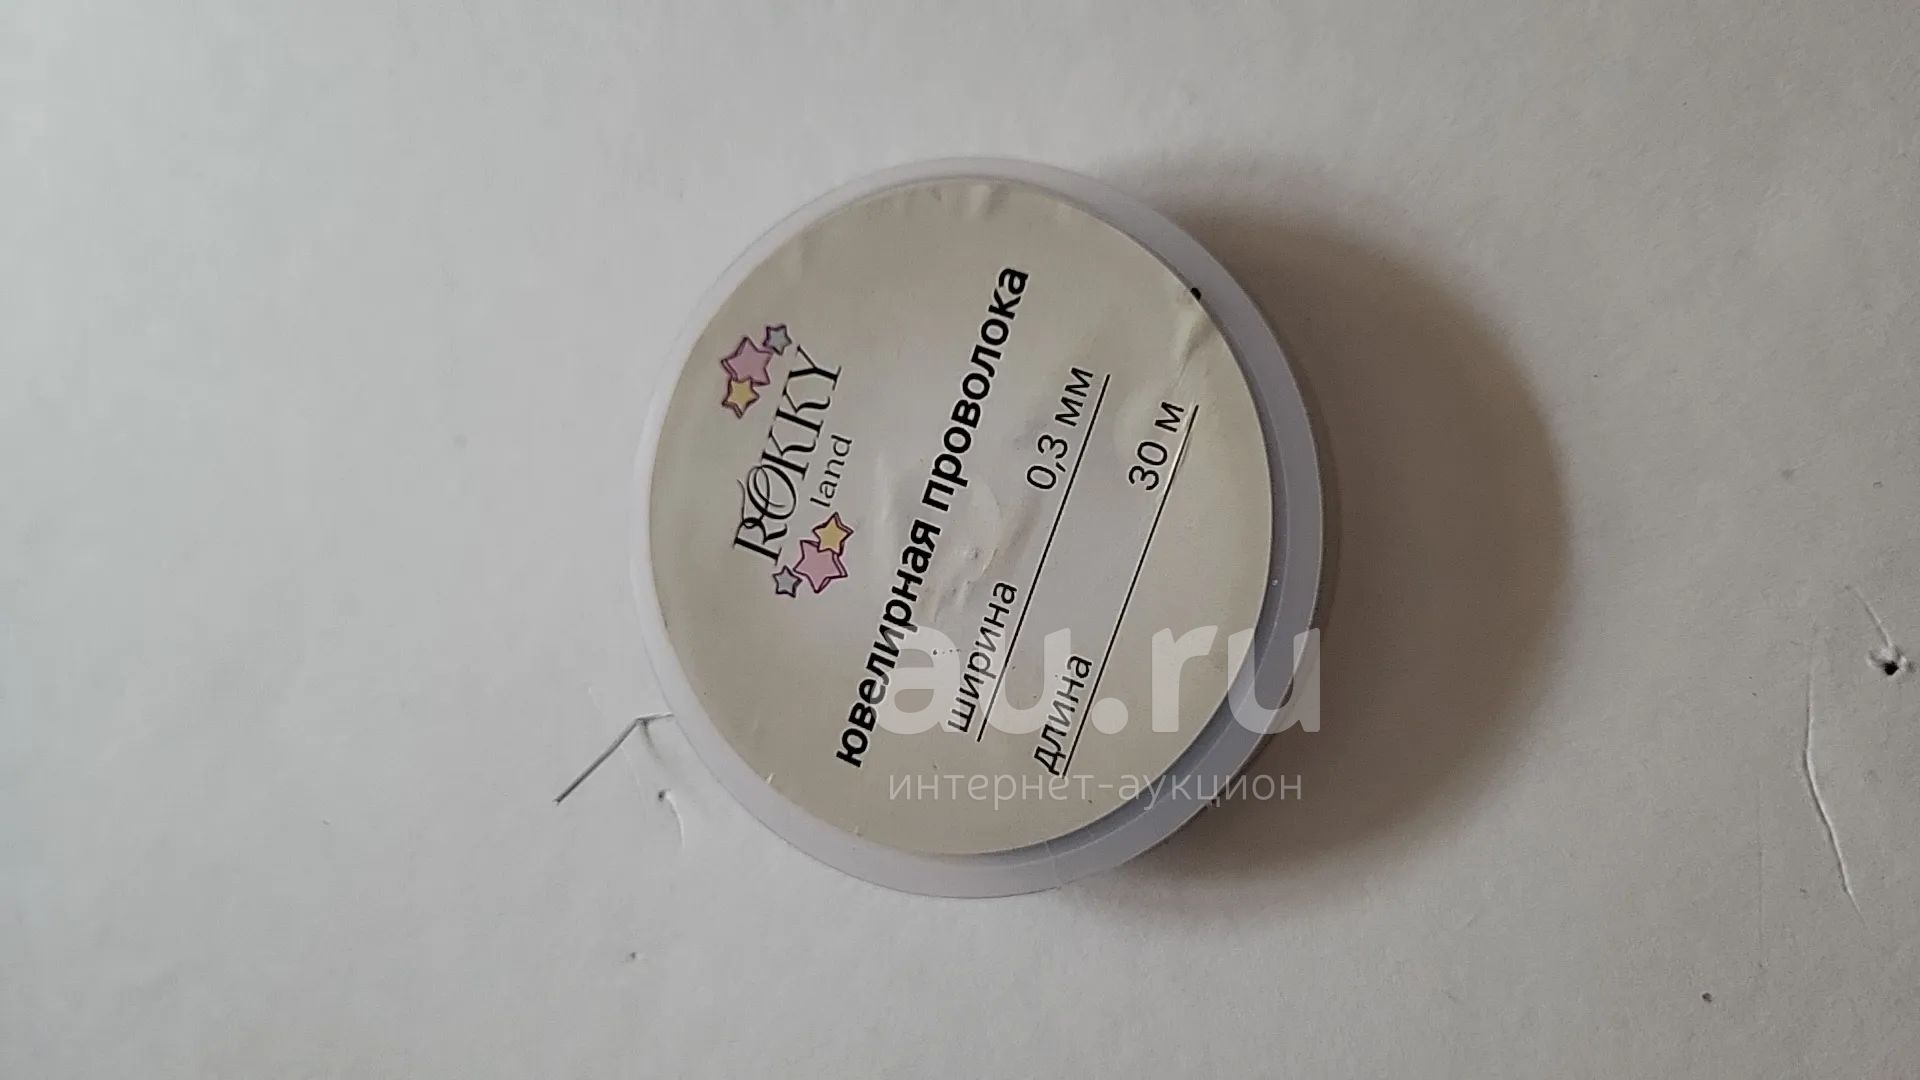 ROKKY
land
ювелирная проволока
ширина 0,3 мм
длина 30 м
au.ru
интернет-аукцион